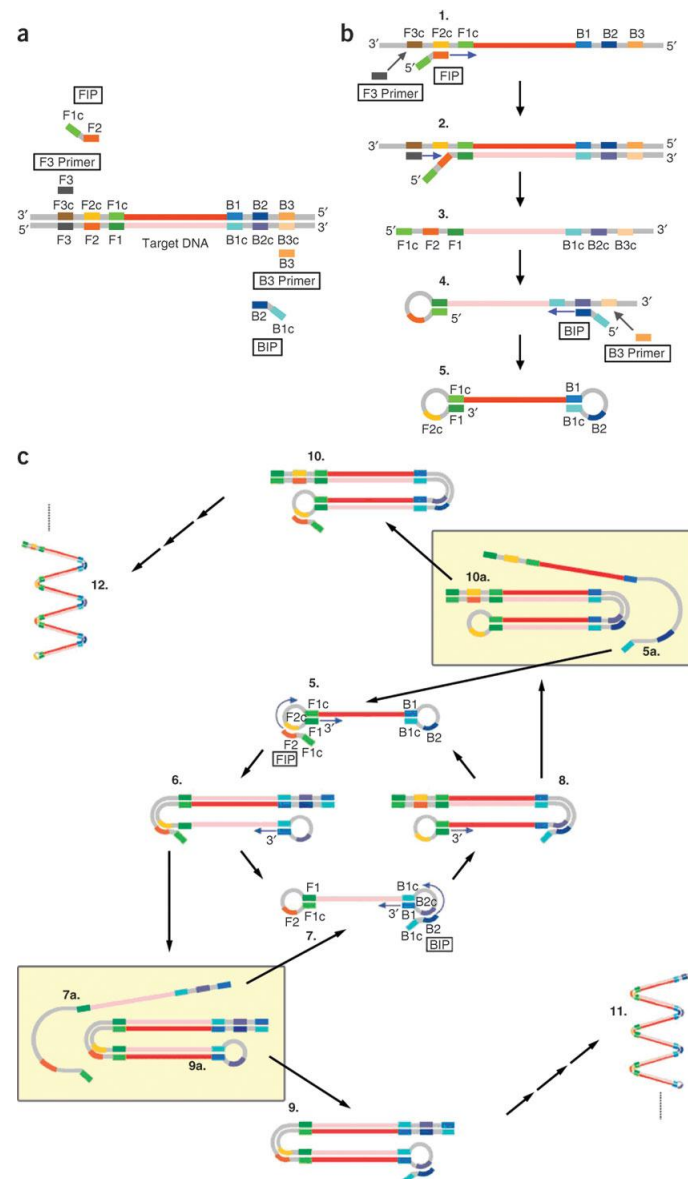 a
FIP
F1c
F2
F3 Primer
F3
F3c F2c F1c B1 B2 B3
3′ 5′
5′ 3′
F3 F2 F1 Target DNA B1c B2c B3c
B3
B3 Primer
B2
B1c
BIP
b
1.
3′ F3c F2c F1c B1 B2 B3 5′
5′
FIP
F3 Primer
2.
3′ 5′
3′
5′
3.
5′ 3′
F1c F2 F1 B1c B2c B3c
4.
3′
5′
BIP 5′
B3 Primer
5.
F1c B1
3′
F2c F1 B1c B2
c
10.
12.
10a.
5a.
5.
F1c B1
F2c
F1 3′ B1c B2
F2 F1c
FIP
6.
8.
3′
3′
F1 B1c
B2c
F2 F1c 3′ B1
B1c B2
BIP
7.
7a.
9a.
11.
9.